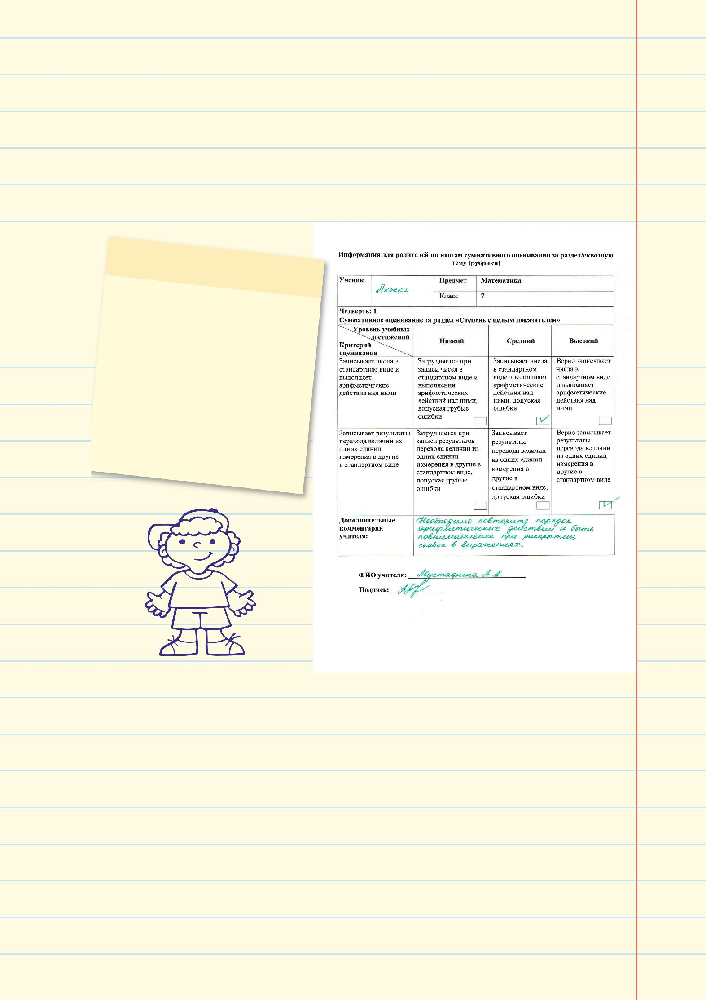 Информация для родителей по итогам суммативного оценивания за раздел/сквозную
тему (рубрики)
Ученик
Акжол
Предмет
Математика
Класс
7
Четверть: 1
Суммативное оценивание за раздел «Степень с целым показателем»
Уровень учебных
достижений
Критерий
оценивания
Низкий
Средний
Высокий
Записывает числа в
стандартном виде и
выполняет
арифметические
действия над ними
Затрудняется при
записи чисел в
стандартном виде и
выполнении
арифметических
действий над ними,
допуская грубые
ошибки
Записывает числа
в стандартном
виде и выполняет
арифметические
действия над
ними, допуская
ошибки
Верно записывает
числа в
стандартном виде
и выполняет
арифметические
действия над
ними
Записывает результаты
перевода величин из
одних единиц
измерения в другие
в стандартном виде
Затрудняется при
записи результатов
перевода величин из
одних единиц
измерения в другие в
стандартном виде,
допуская грубые
ошибки
Записывает
результаты
перевода величин
из одних единиц
измерения в
другие в
стандартном виде,
допуская ошибки
Верно записывает
результаты
перевода величин
из одних единиц
измерения в
другие в
стандартном виде
Дополнительные
комментарии
учителя:
Необходимо повторить порядок
арифметических действий и быть
повнимательнее при раскрытии
скобок в выражениях.
ФИО учителя: Мустафина А.А.
Подпись: